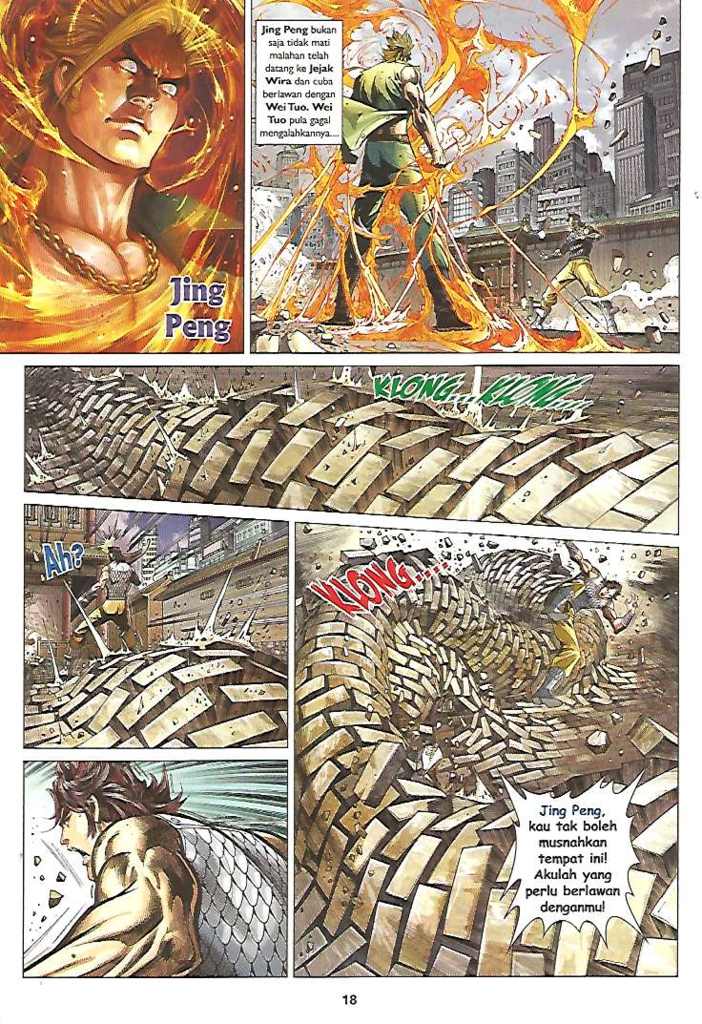 Jing
Peng
Jing Peng bukan
saja tidak mati
malahan telah
datang ke Jejak
Wira dan cuba
berlawan dengan
Wei Tuo. Wei
Tuo pula gagal
mengalahkannya....
KLONG... KLONG...
Ah?
KLONG.....
Jing Peng,
kau tak boleh
musnahkan
tempat ini!
Akulah yang
perlu berlawan
denganmu!
18